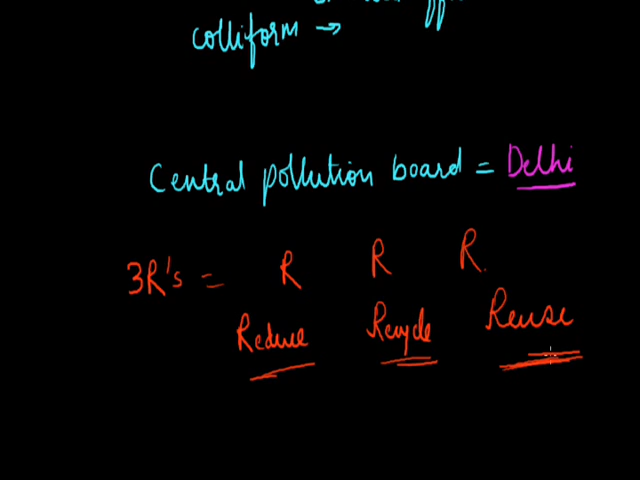 colliform →
Central pollution board = Delhi
3R's = R R R
Reduce Recycle Reuse